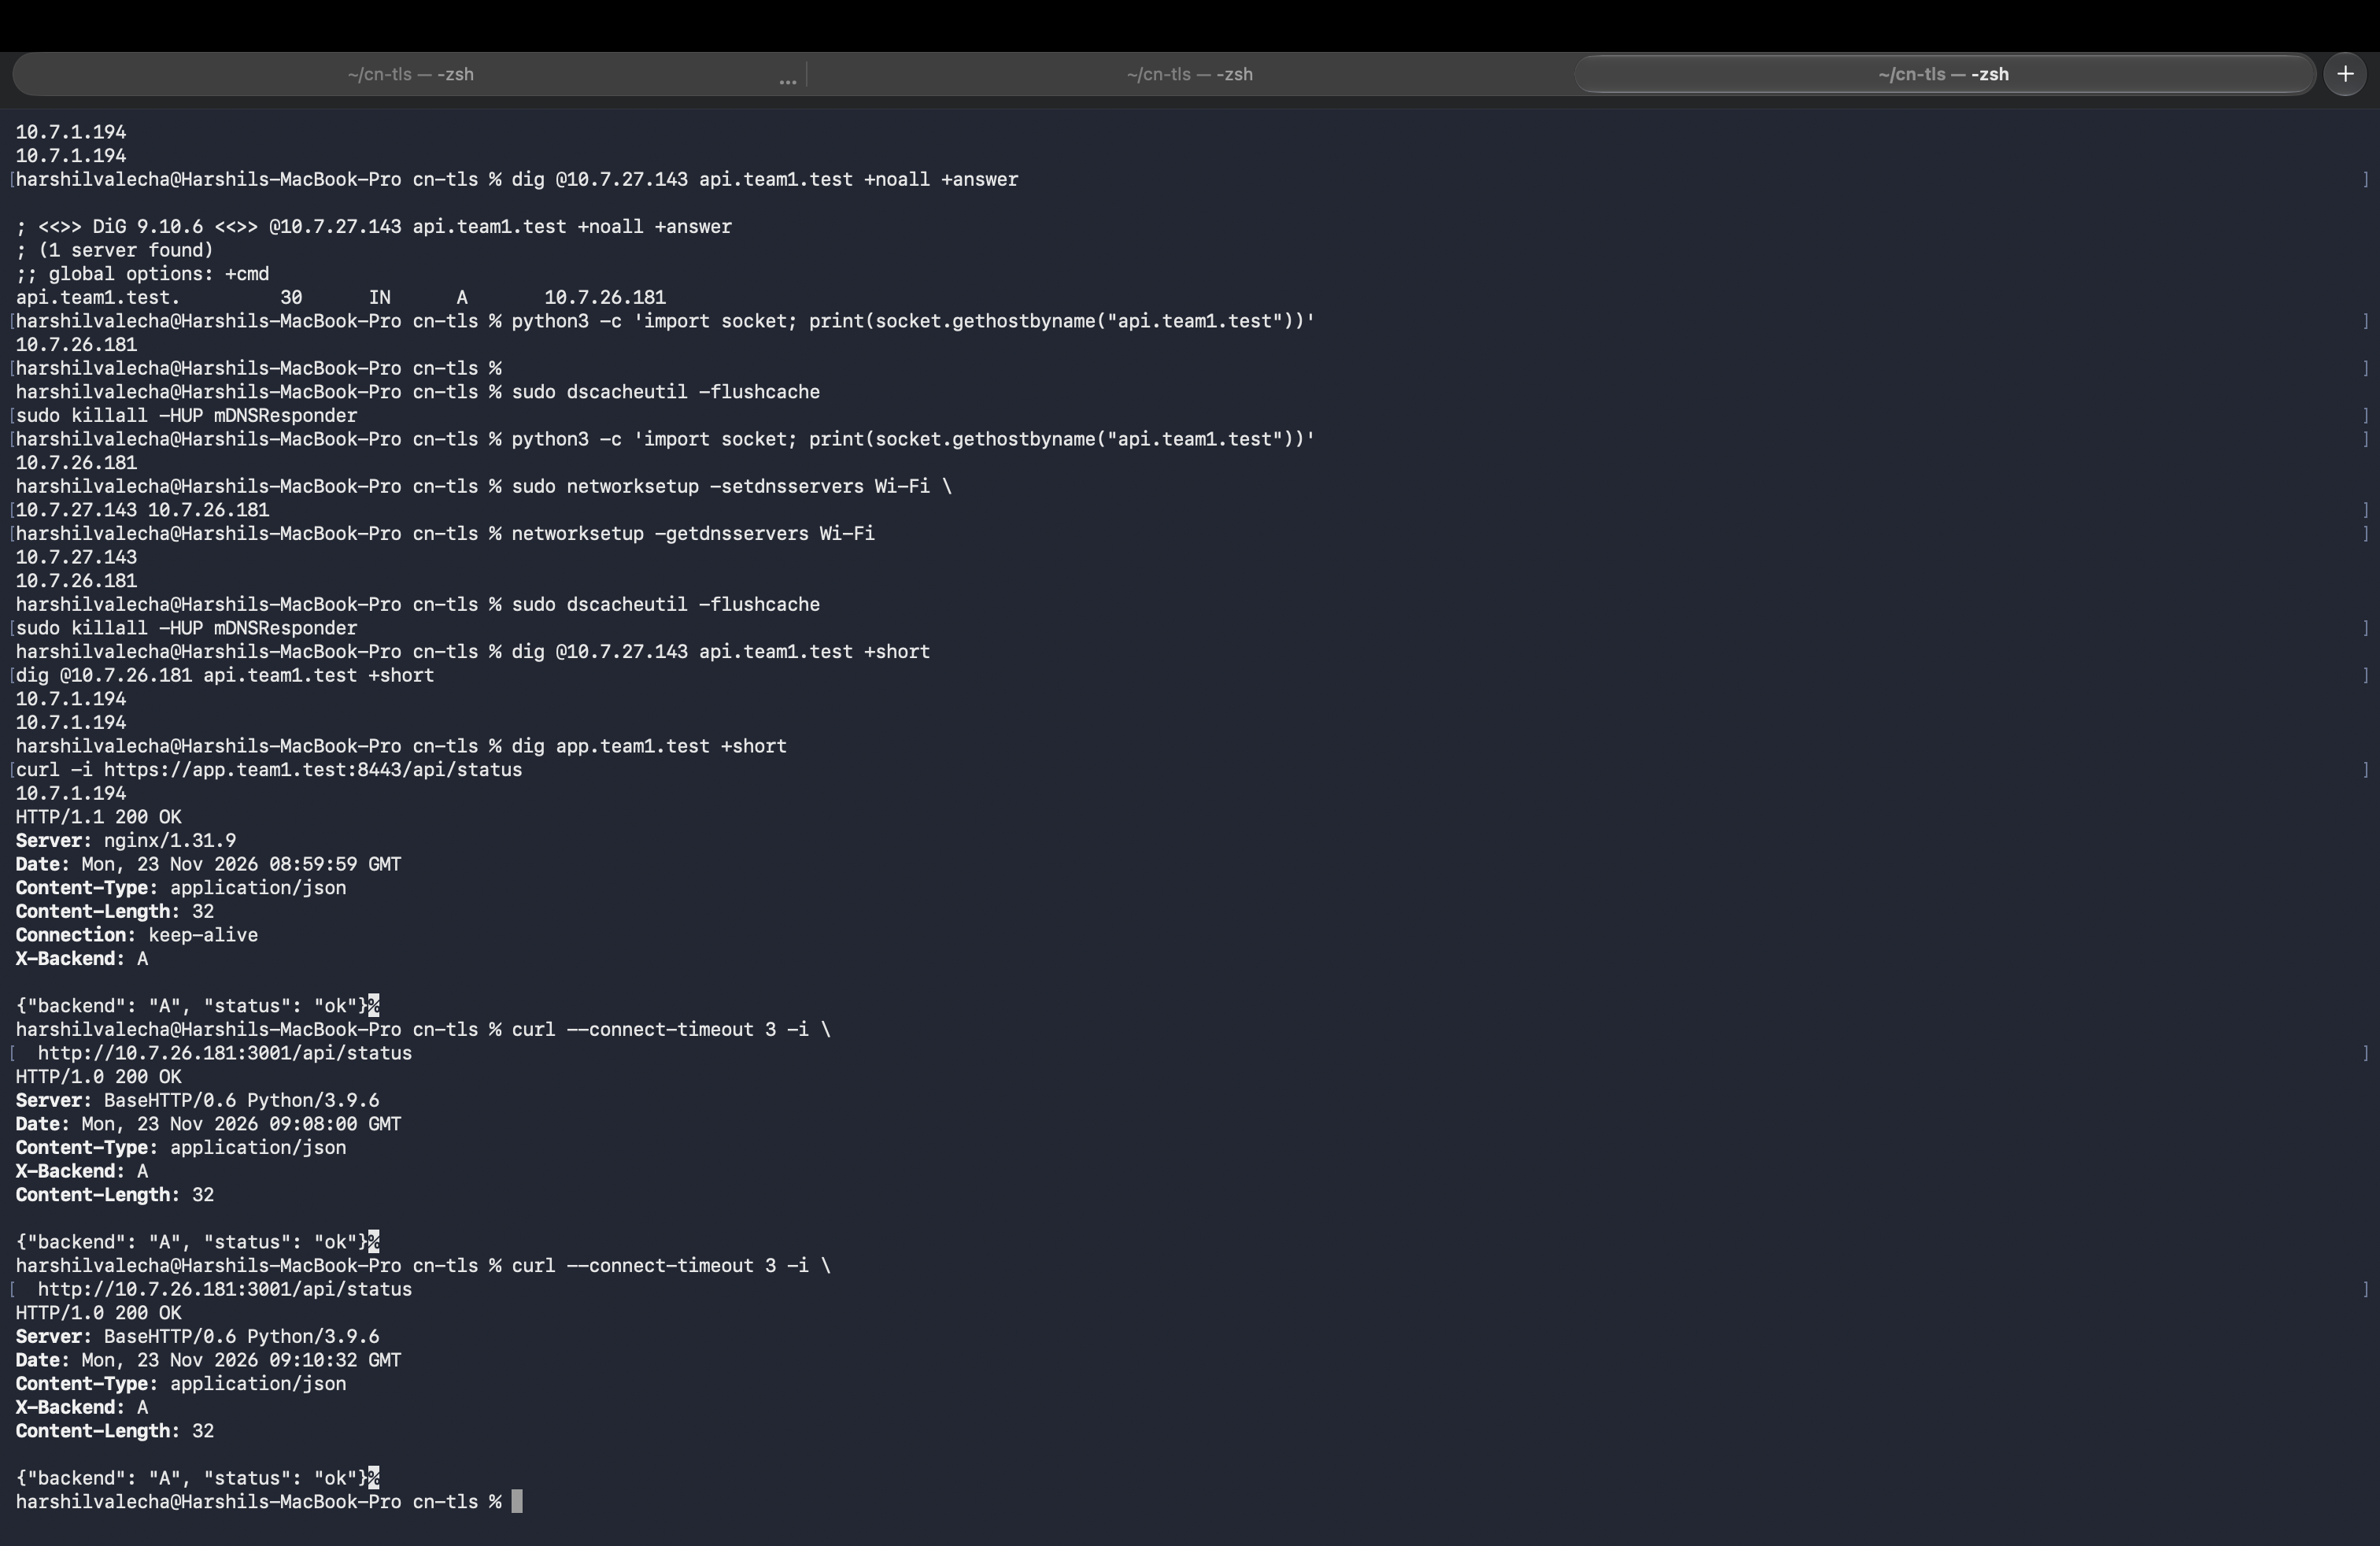 ~/cn-tls — -zsh ... ~/cn-tls — -zsh ~/cn-tls — -zsh +
10.7.1.194
10.7.1.194
[harshilvalecha@Harshils-MacBook-Pro cn-tls % dig @10.7.27.143 api.team1.test +noall +answer ]
; <<>> DiG 9.10.6 <<>> @10.7.27.143 api.team1.test +noall +answer
; (1 server found)
;; global options: +cmd
api.team1.test. 30 IN A 10.7.26.181
[harshilvalecha@Harshils-MacBook-Pro cn-tls % python3 -c 'import socket; print(socket.gethostbyname("api.team1.test"))' ]
10.7.26.181
[harshilvalecha@Harshils-MacBook-Pro cn-tls % ]
harshilvalecha@Harshils-MacBook-Pro cn-tls % sudo dscacheutil -flushcache
[sudo killall -HUP mDNSResponder ]
[harshilvalecha@Harshils-MacBook-Pro cn-tls % python3 -c 'import socket; print(socket.gethostbyname("api.team1.test"))' ]
10.7.26.181
harshilvalecha@Harshils-MacBook-Pro cn-tls % sudo networksetup -setdnsservers Wi-Fi \
[10.7.27.143 10.7.26.181 ]
[harshilvalecha@Harshils-MacBook-Pro cn-tls % networksetup -getdnsservers Wi-Fi ]
10.7.27.143
10.7.26.181
harshilvalecha@Harshils-MacBook-Pro cn-tls % sudo dscacheutil -flushcache
[sudo killall -HUP mDNSResponder ]
harshilvalecha@Harshils-MacBook-Pro cn-tls % dig @10.7.27.143 api.team1.test +short
[dig @10.7.26.181 api.team1.test +short ]
10.7.1.194
10.7.1.194
harshilvalecha@Harshils-MacBook-Pro cn-tls % dig app.team1.test +short
[curl -i https://app.team1.test:8443/api/status ]
10.7.1.194
HTTP/1.1 200 OK
Server: nginx/1.31.9
Date: Mon, 23 Nov 2026 08:59:59 GMT
Content-Type: application/json
Content-Length: 32
Connection: keep-alive
X-Backend: A
{"backend": "A", "status": "ok"}%
harshilvalecha@Harshils-MacBook-Pro cn-tls % curl --connect-timeout 3 -i \
[ http://10.7.26.181:3001/api/status ]
HTTP/1.0 200 OK
Server: BaseHTTP/0.6 Python/3.9.6
Date: Mon, 23 Nov 2026 09:08:00 GMT
Content-Type: application/json
X-Backend: A
Content-Length: 32
{"backend": "A", "status": "ok"}%
harshilvalecha@Harshils-MacBook-Pro cn-tls % curl --connect-timeout 3 -i \
[ http://10.7.26.181:3001/api/status ]
HTTP/1.0 200 OK
Server: BaseHTTP/0.6 Python/3.9.6
Date: Mon, 23 Nov 2026 09:10:32 GMT
Content-Type: application/json
X-Backend: A
Content-Length: 32
{"backend": "A", "status": "ok"}%
harshilvalecha@Harshils-MacBook-Pro cn-tls %